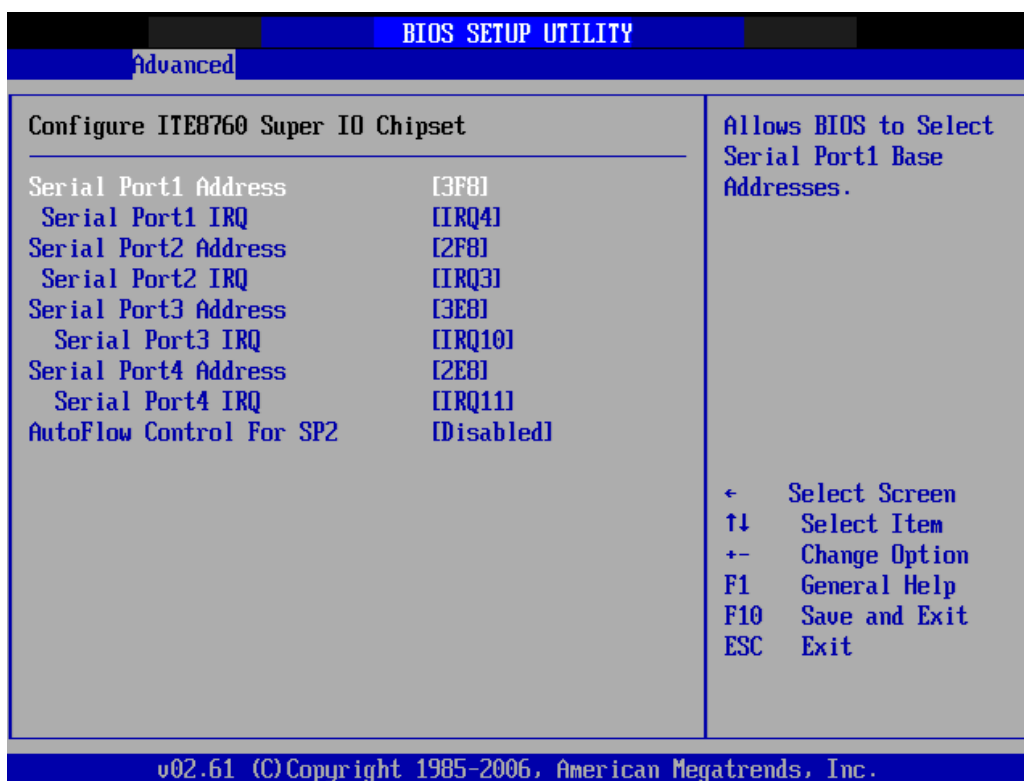 BIOS SETUP UTILITY
Advanced
Configure ITE8760 Super IO Chipset
Serial Port1 Address [3F8]
Serial Port1 IRQ [IRQ4]
Serial Port2 Address [2F8]
Serial Port2 IRQ [IRQ3]
Serial Port3 Address [3E8]
Serial Port3 IRQ [IRQ10]
Serial Port4 Address [2E8]
Serial Port4 IRQ [IRQ11]
AutoFlow Control For SP2 [Disabled]
Allows BIOS to Select
Serial Port1 Base
Addresses.
← Select Screen
↑↓ Select Item
+- Change Option
F1 General Help
F10 Save and Exit
ESC Exit
v02.61 (C)Copyright 1985-2006, American Megatrends, Inc.